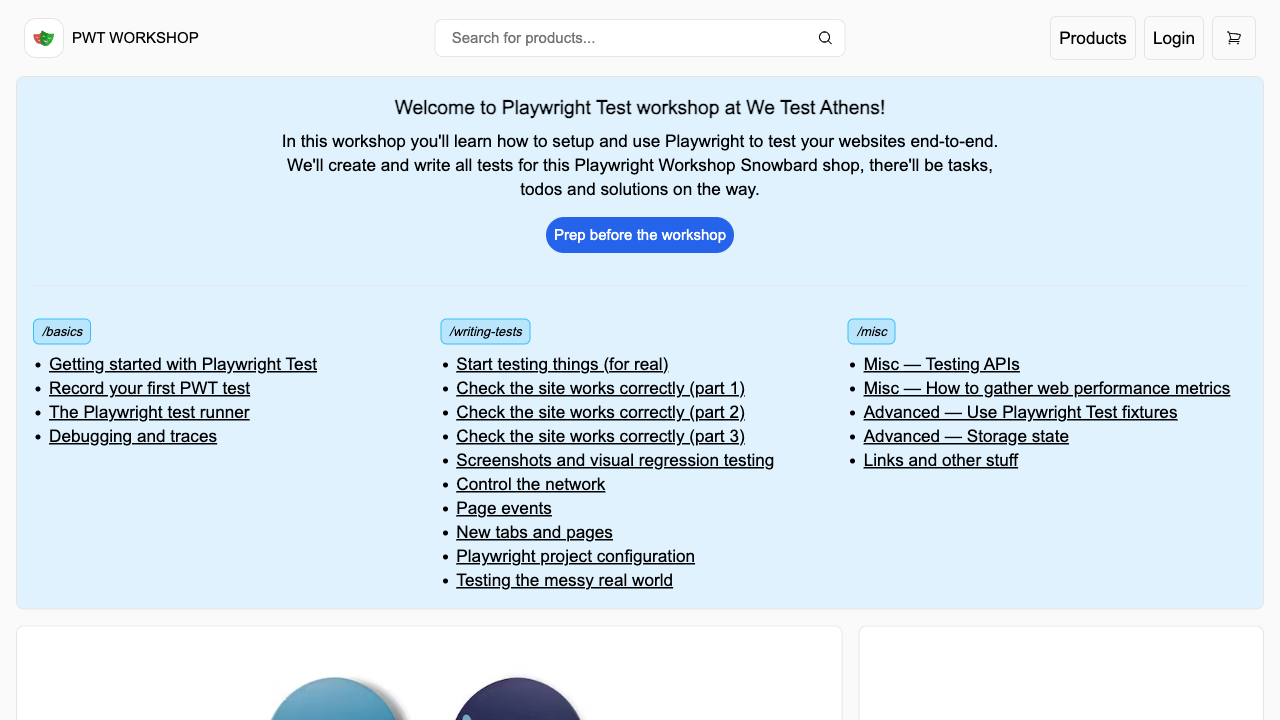 PWT WORKSHOP
Search for products...
Products
Login
Welcome to Playwright Test workshop at We Test Athens!
In this workshop you'll learn how to setup and use Playwright to test your websites end-to-end.
We'll create and write all tests for this Playwright Workshop Snowbard shop, there'll be tasks,
todos and solutions on the way.
Prep before the workshop
/basics
Getting started with Playwright Test
Record your first PWT test
The Playwright test runner
Debugging and traces
/writing-tests
Start testing things (for real)
Check the site works correctly (part 1)
Check the site works correctly (part 2)
Check the site works correctly (part 3)
Screenshots and visual regression testing
Control the network
Page events
New tabs and pages
Playwright project configuration
Testing the messy real world
/misc
Misc — Testing APIs
Misc — How to gather web performance metrics
Advanced — Use Playwright Test fixtures
Advanced — Storage state
Links and other stuff